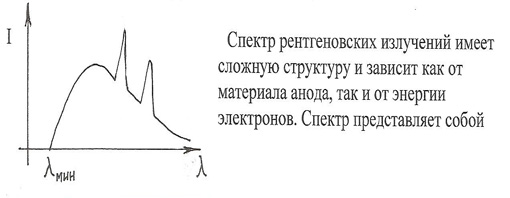 I
Спектр рентгеновских излучений имеет
сложную структуру и зависит как от
материала анода, так и от энергии
электронов. Спектр представляет собой
λмин
λ